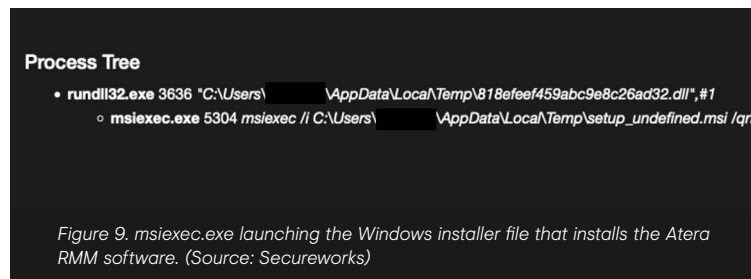 Process Tree
• rundll32.exe 3636 "C:\Users\ \AppData\Local\Temp\818efeef459abc9e8c26ad32.dll",#1
◦ msiexec.exe 5304 msiexec /i C:\Users\ \AppData\Local\Temp\setup_undefined.msi /qn
Figure 9. msiexec.exe launching the Windows installer file that installs the Atera
RMM software. (Source: Secureworks)